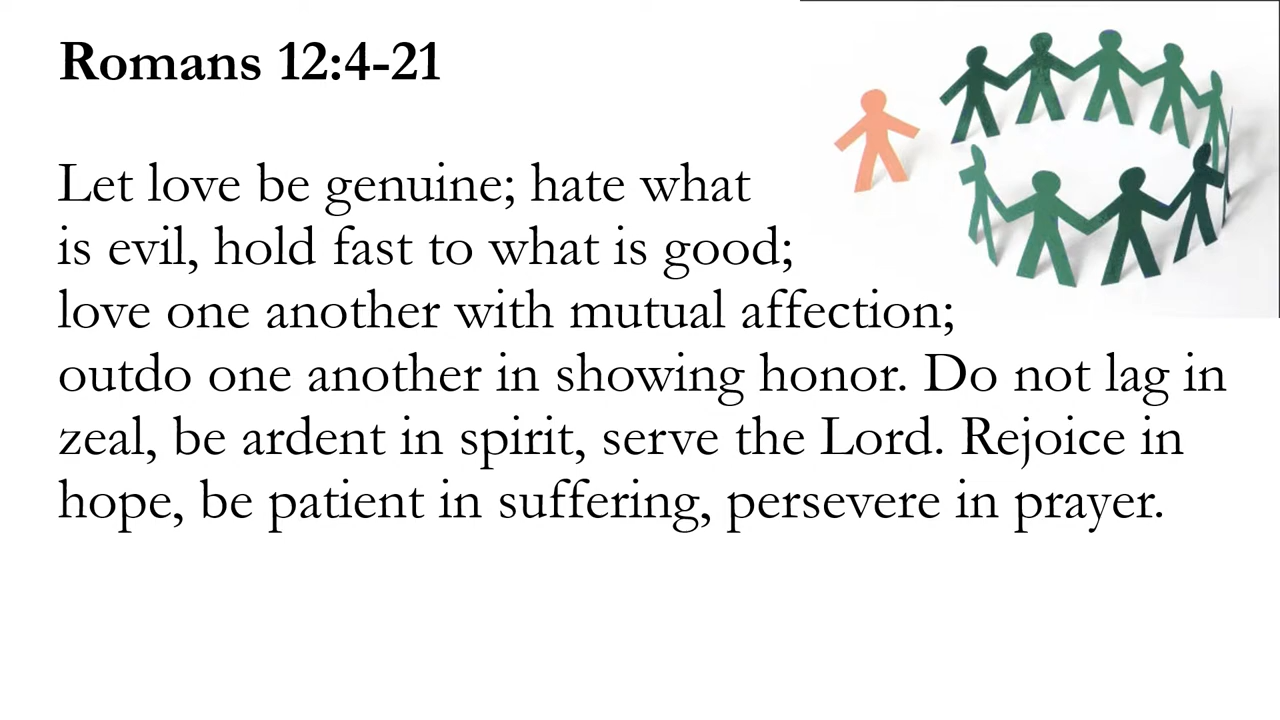 Romans 12:4-21
Let love be genuine; hate what
is evil, hold fast to what is good;
love one another with mutual affection;
outdo one another in showing honor. Do not lag in
zeal, be ardent in spirit, serve the Lord. Rejoice in
hope, be patient in suffering, persevere in prayer.